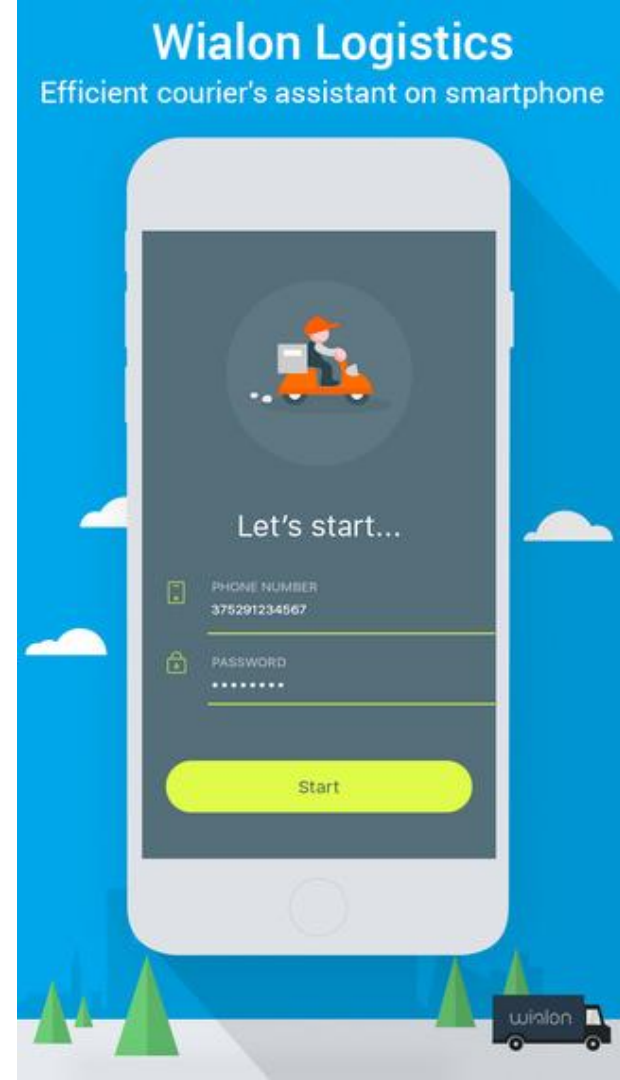 Wialon Logistics
Efficient courier's assistant on smartphone
Let's start...
PHONE NUMBER
375291234567
PASSWORD
••••••••
Start
wialon